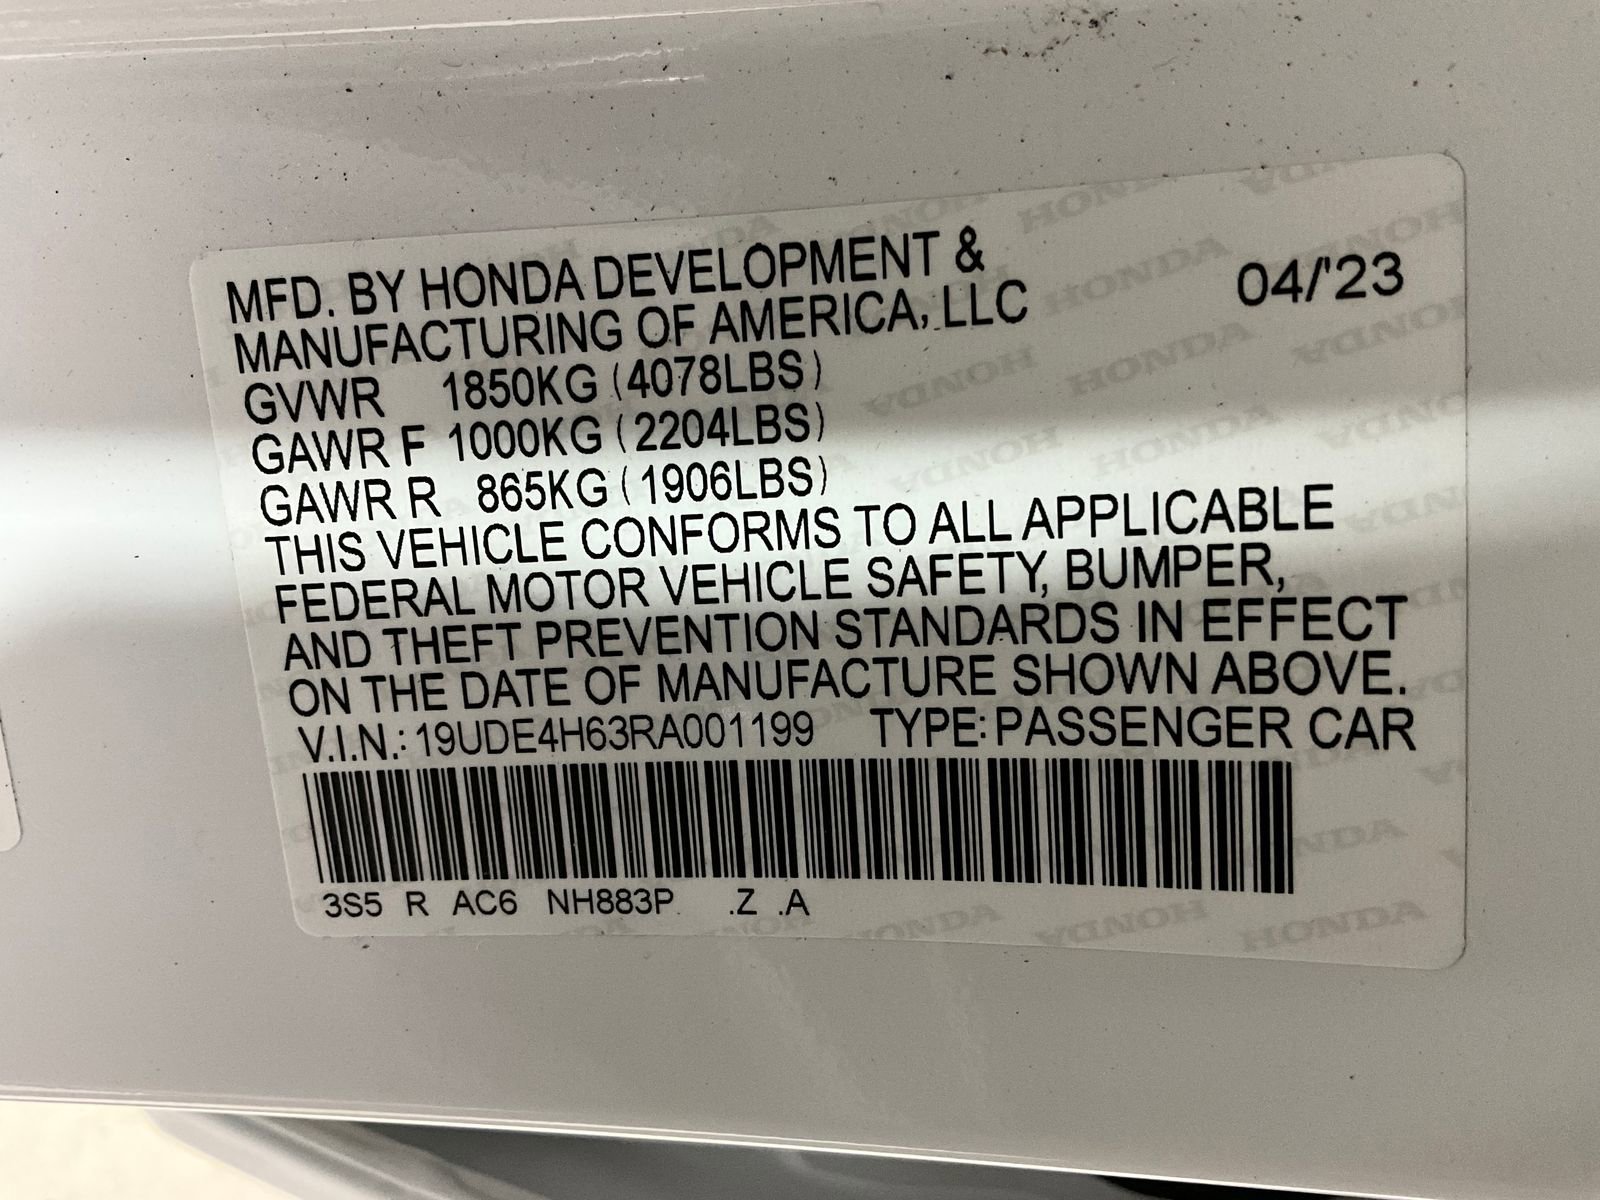 MFD. BY HONDA DEVELOPMENT &
MANUFACTURING OF AMERICA, LLC
04/'23
GVWR 1850KG (4078LBS)
GAWR F 1000KG (2204LBS)
GAWR R 865KG (1906LBS)
THIS VEHICLE CONFORMS TO ALL APPLICABLE
FEDERAL MOTOR VEHICLE SAFETY, BUMPER,
AND THEFT PREVENTION STANDARDS IN EFFECT
ON THE DATE OF MANUFACTURE SHOWN ABOVE.
V.I.N.: 19UDE4H63RA001199 TYPE: PASSENGER CAR
3S5 R AC6 NH883P .Z .A